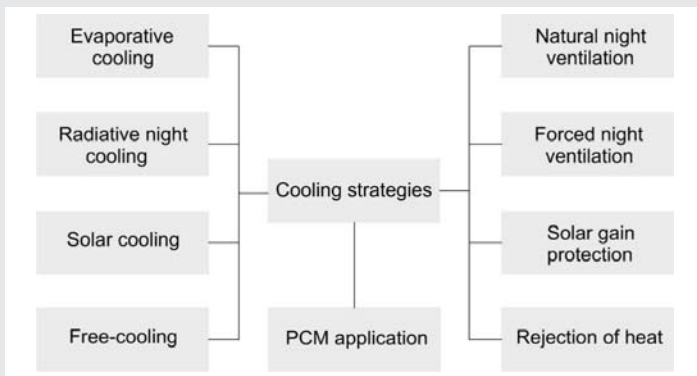 Evaporative
cooling
Radiative night
cooling
Solar cooling
Free-cooling
Cooling strategies
PCM application
Natural night
ventilation
Forced night
ventilation
Solar gain
protection
Rejection of heat